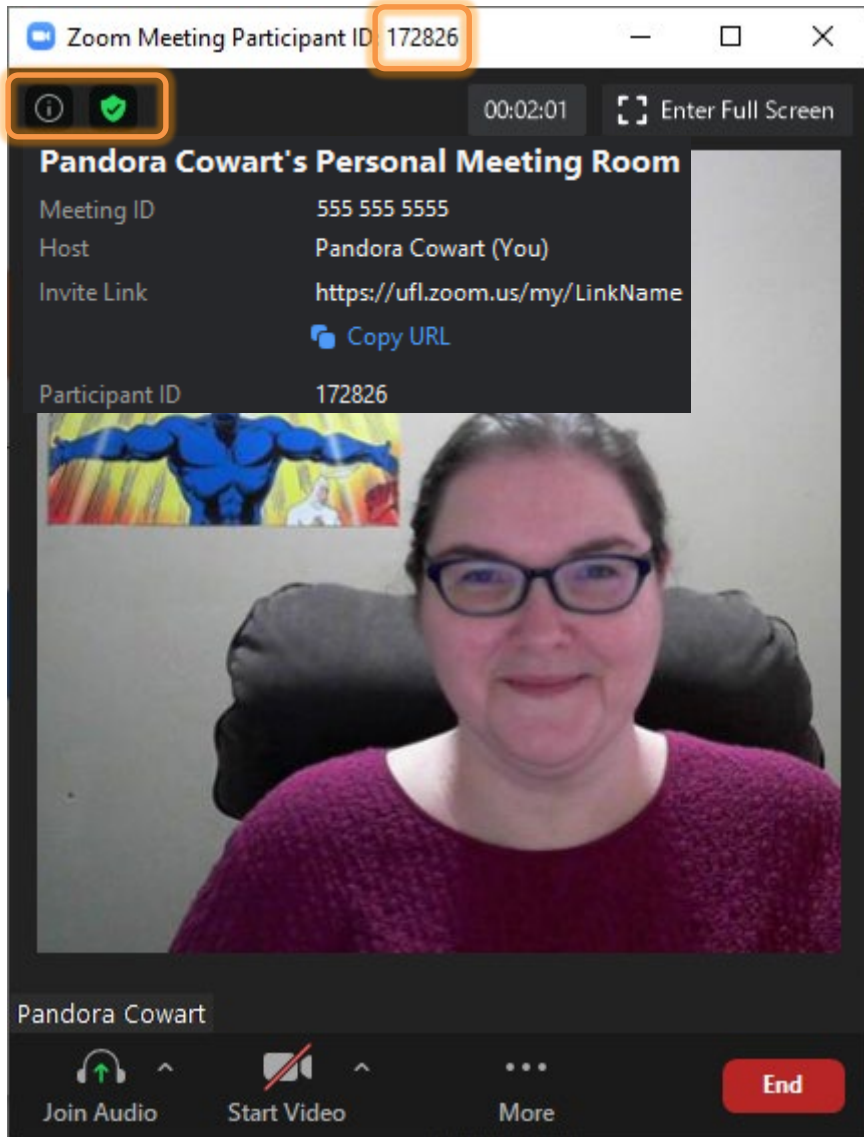 Zoom Meeting Participant ID: 172826
00:02:01 Enter Full Screen
Pandora Cowart's Personal Meeting Room
Meeting ID 555 555 5555
Host Pandora Cowart (You)
Invite Link https://ufl.zoom.us/my/LinkName
Copy URL
Participant ID 172826
Pandora Cowart
Join Audio Start Video More End